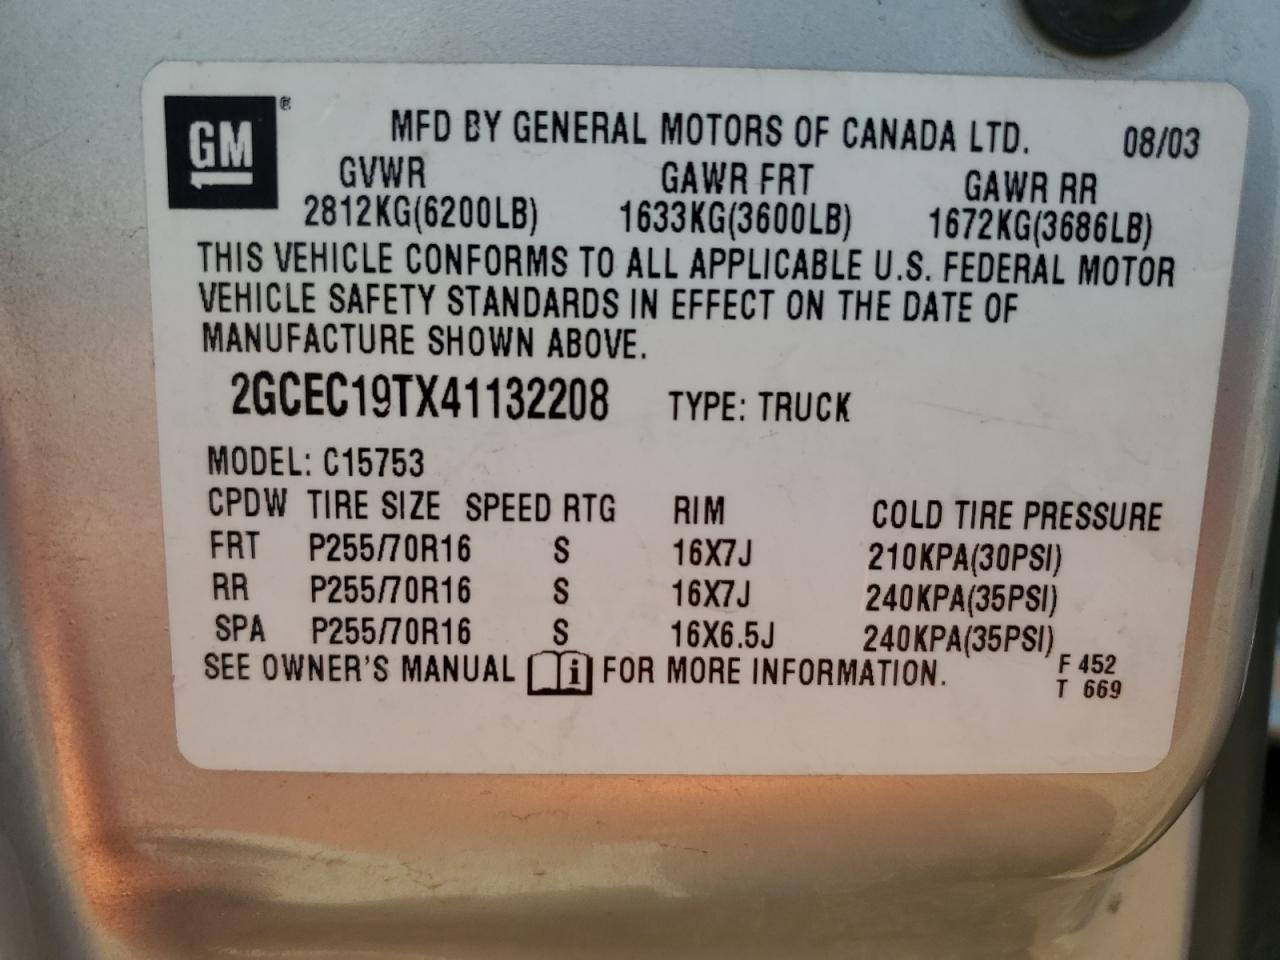 GM ®
MFD BY GENERAL MOTORS OF CANADA LTD. 08/03
GVWR GAWR FRT GAWR RR
2812KG(6200LB) 1633KG(3600LB) 1672KG(3686LB)
THIS VEHICLE CONFORMS TO ALL APPLICABLE U.S. FEDERAL MOTOR
VEHICLE SAFETY STANDARDS IN EFFECT ON THE DATE OF
MANUFACTURE SHOWN ABOVE.
2GCEC19TX41132208 TYPE: TRUCK
MODEL: C15753
CPDW TIRE SIZE SPEED RTG RIM COLD TIRE PRESSURE
FRT P255/70R16 S 16X7J 210KPA(30PSI)
RR P255/70R16 S 16X7J 240KPA(35PSI)
SPA P255/70R16 S 16X6.5J 240KPA(35PSI)
SEE OWNER'S MANUAL i FOR MORE INFORMATION. F 452
T 669